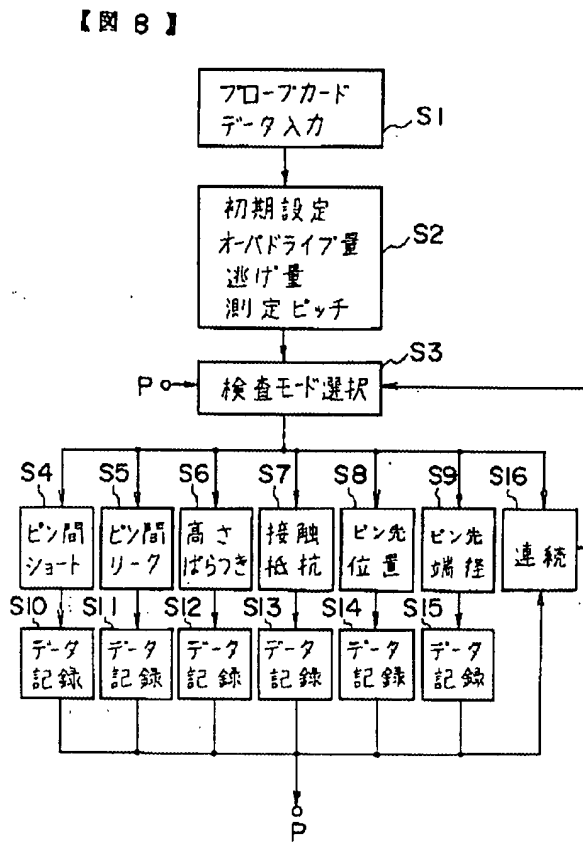 【図 8 】
プローブカード
データ入力
S1
初期設定
オーバドライブ量
逃げ量
測定ピッチ
S2
S3
P
検査モード選択
S4
S5
S6
S7
S8
S9
S16
ピン間
ショート
ピン間
リーク
高さ
ばらつき
接触
抵抗
ピン先
位置
ピン先
端径
連続
S10
S11
S12
S13
S14
S15
データ
記録
データ
記録
データ
記録
データ
記録
データ
記録
データ
記録
P